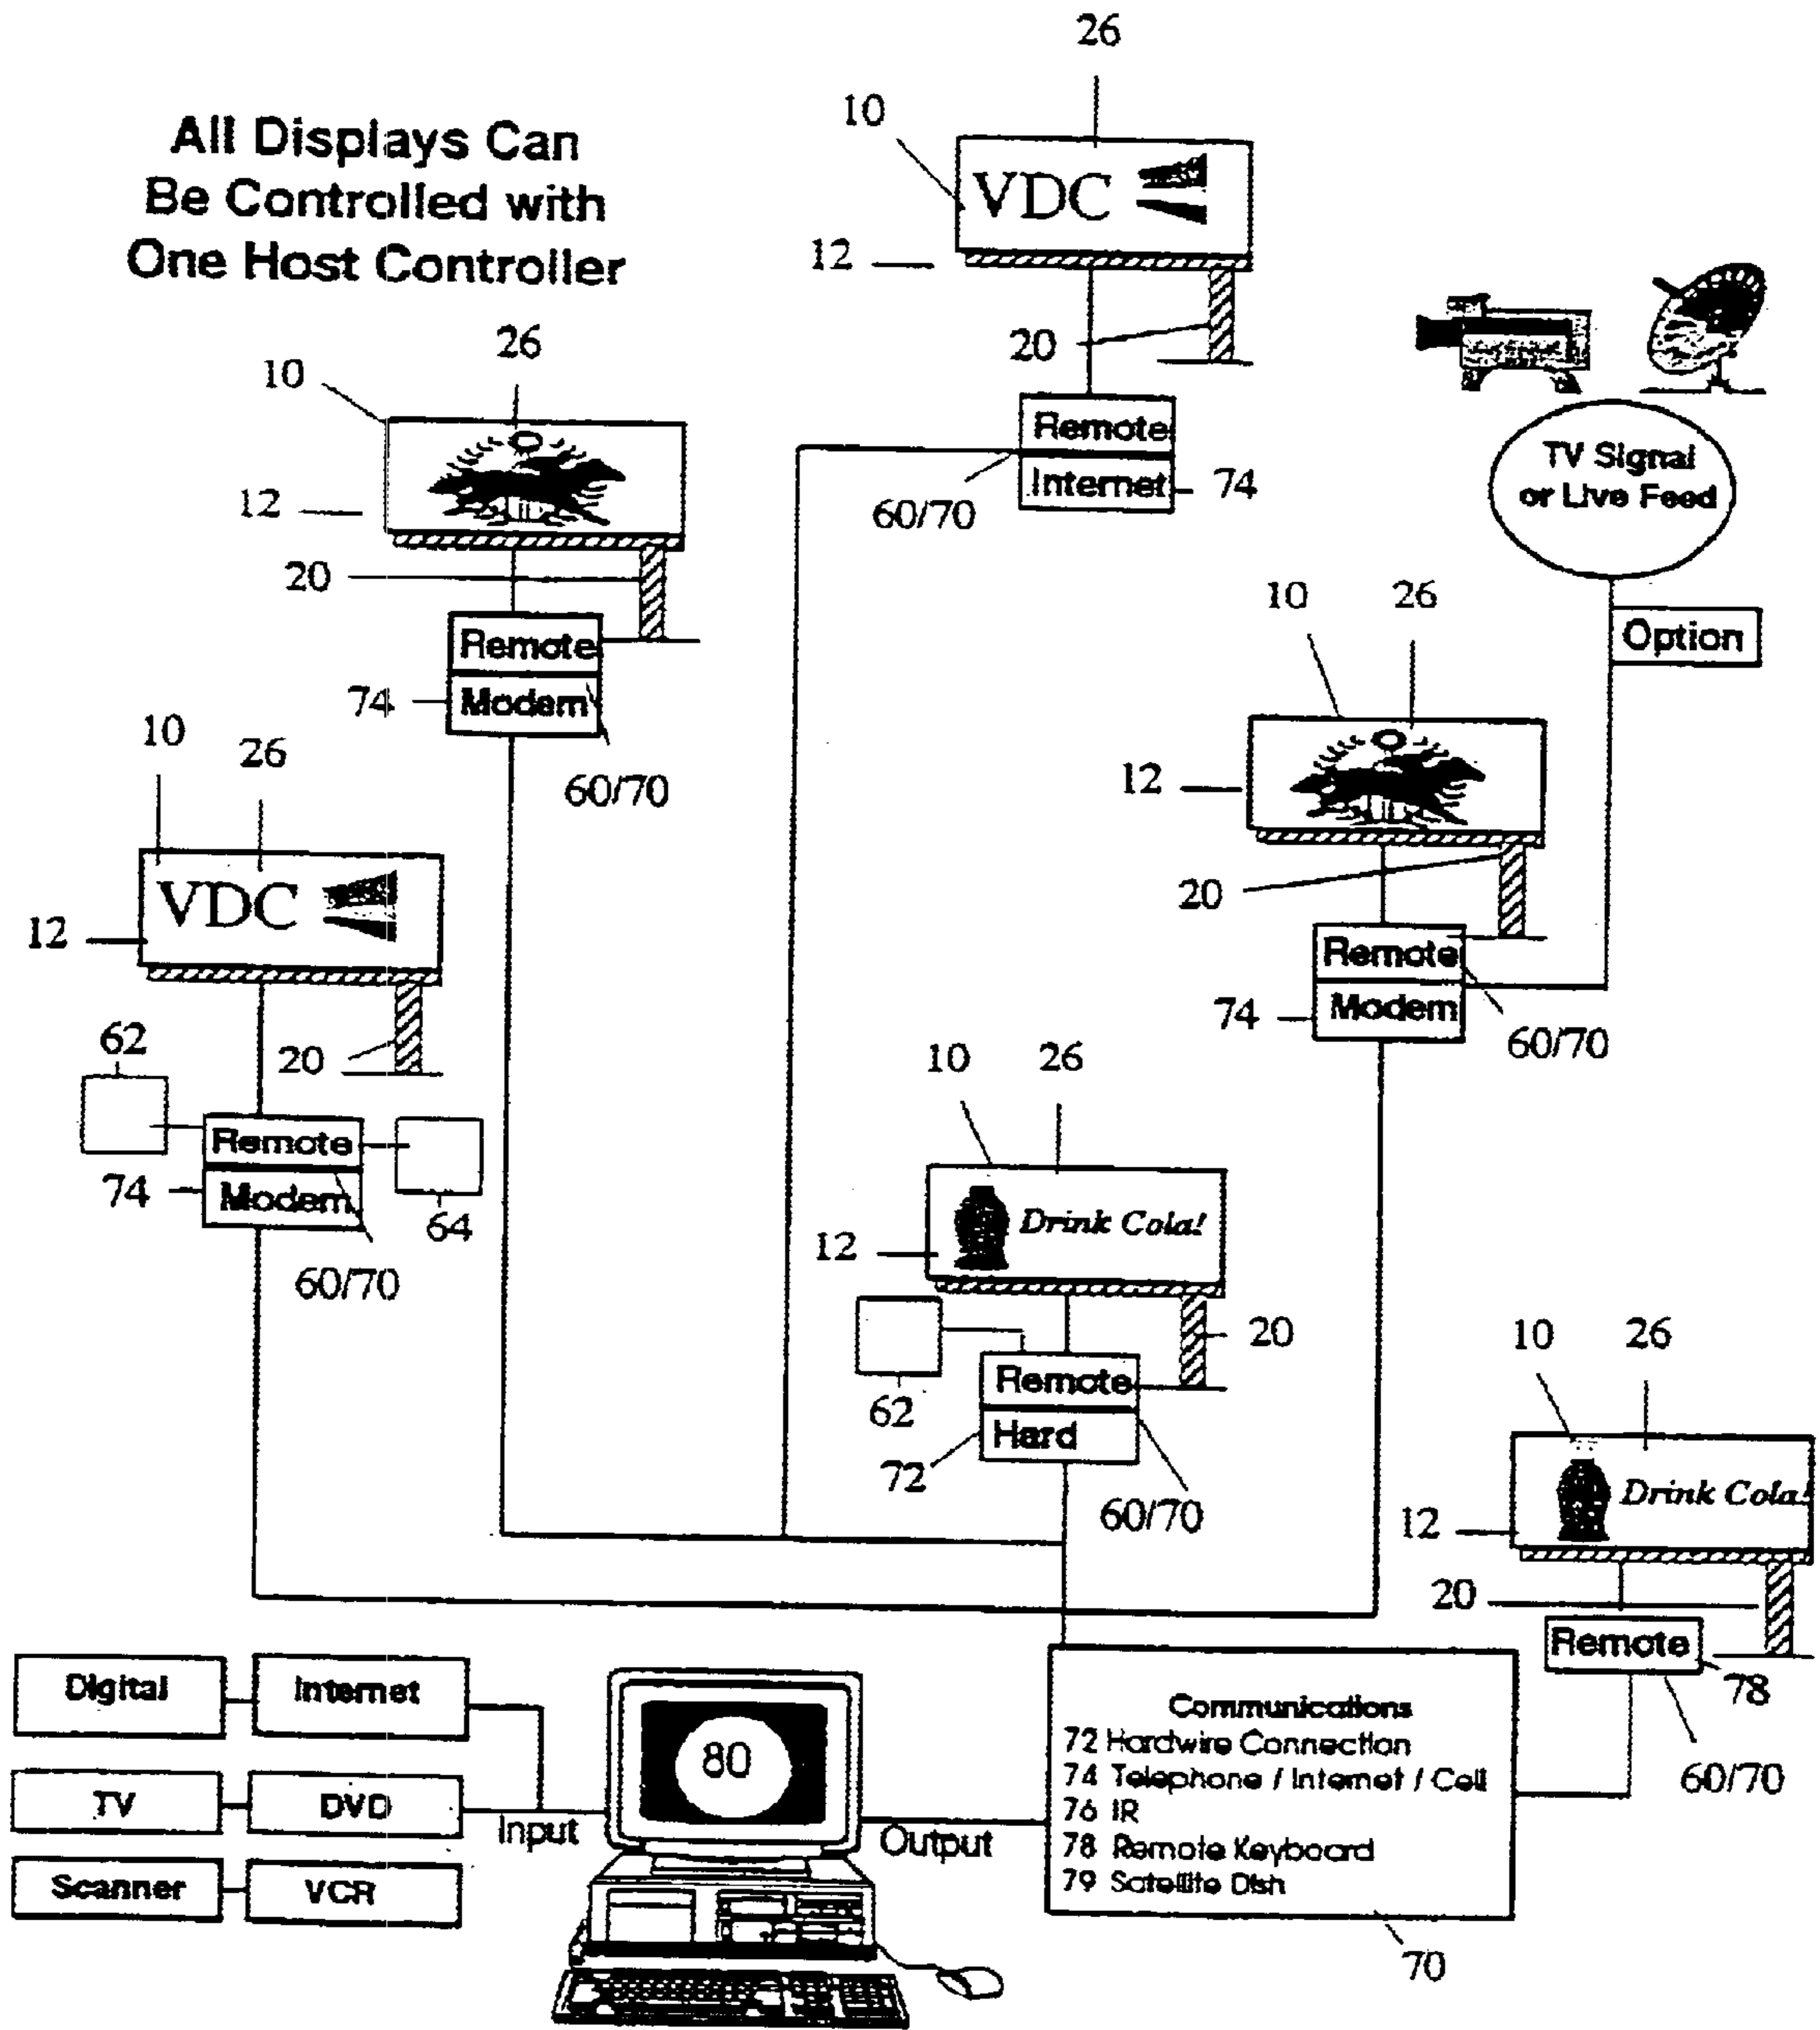 26
10
All Displays Can
Be Controlled with
One Host Controller
VDC
12
20
26
10
Remote
Internet
74
60/70
TV Signal
or Live Feed
12
20
Option
10
26
Remote
Modem
74
60/70
12
20
10
26
VDC
12
Remote
Modem
74
60/70
20
62
Remote
Modem
74
64
60/70
10
26
Drink Cola!
12
20
62
Remote
Hard
72
60/70
10
26
Drink Cola!
12
20
Remote
78
60/70
Digital
Internet
TV
DVD
Scanner
VCR
Input
80
Output
Communications
72 Hardwire Connection
74 Telephone / Internet / Cell
76 IR
78 Remote Keyboard
79 Satellite Dish
70